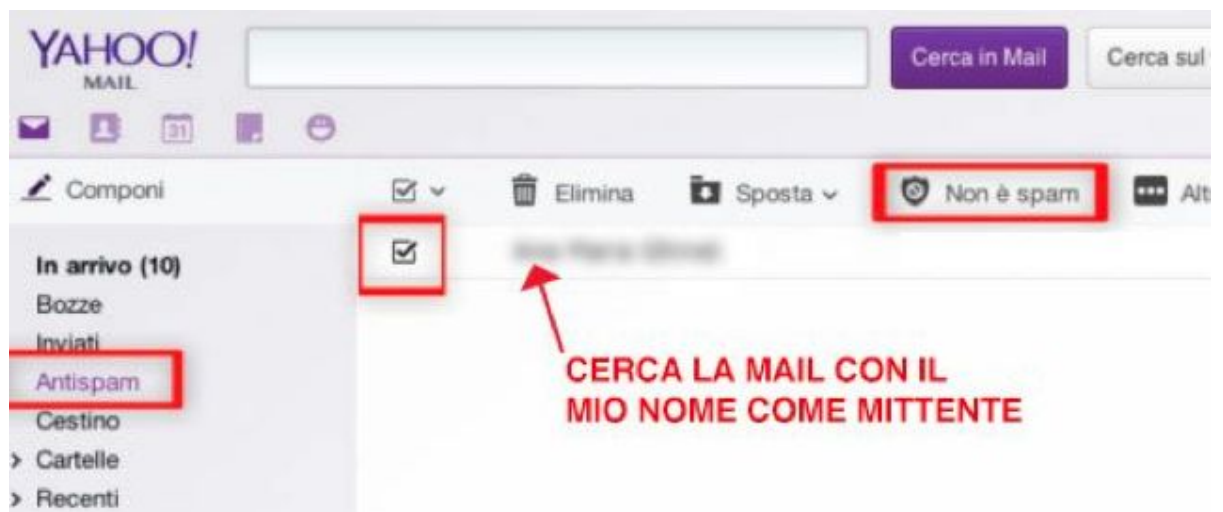 YAHOO!
MAIL
Cerca in Mail
Cerca sul
31
Componi
Elimina
Sposta
Non è spam
Alt
In arrivo (10)
Bozze
Inviati
Antispam
Cestino
Cartelle
Recenti
CERCA LA MAIL CON IL
MIO NOME COME MITTENTE